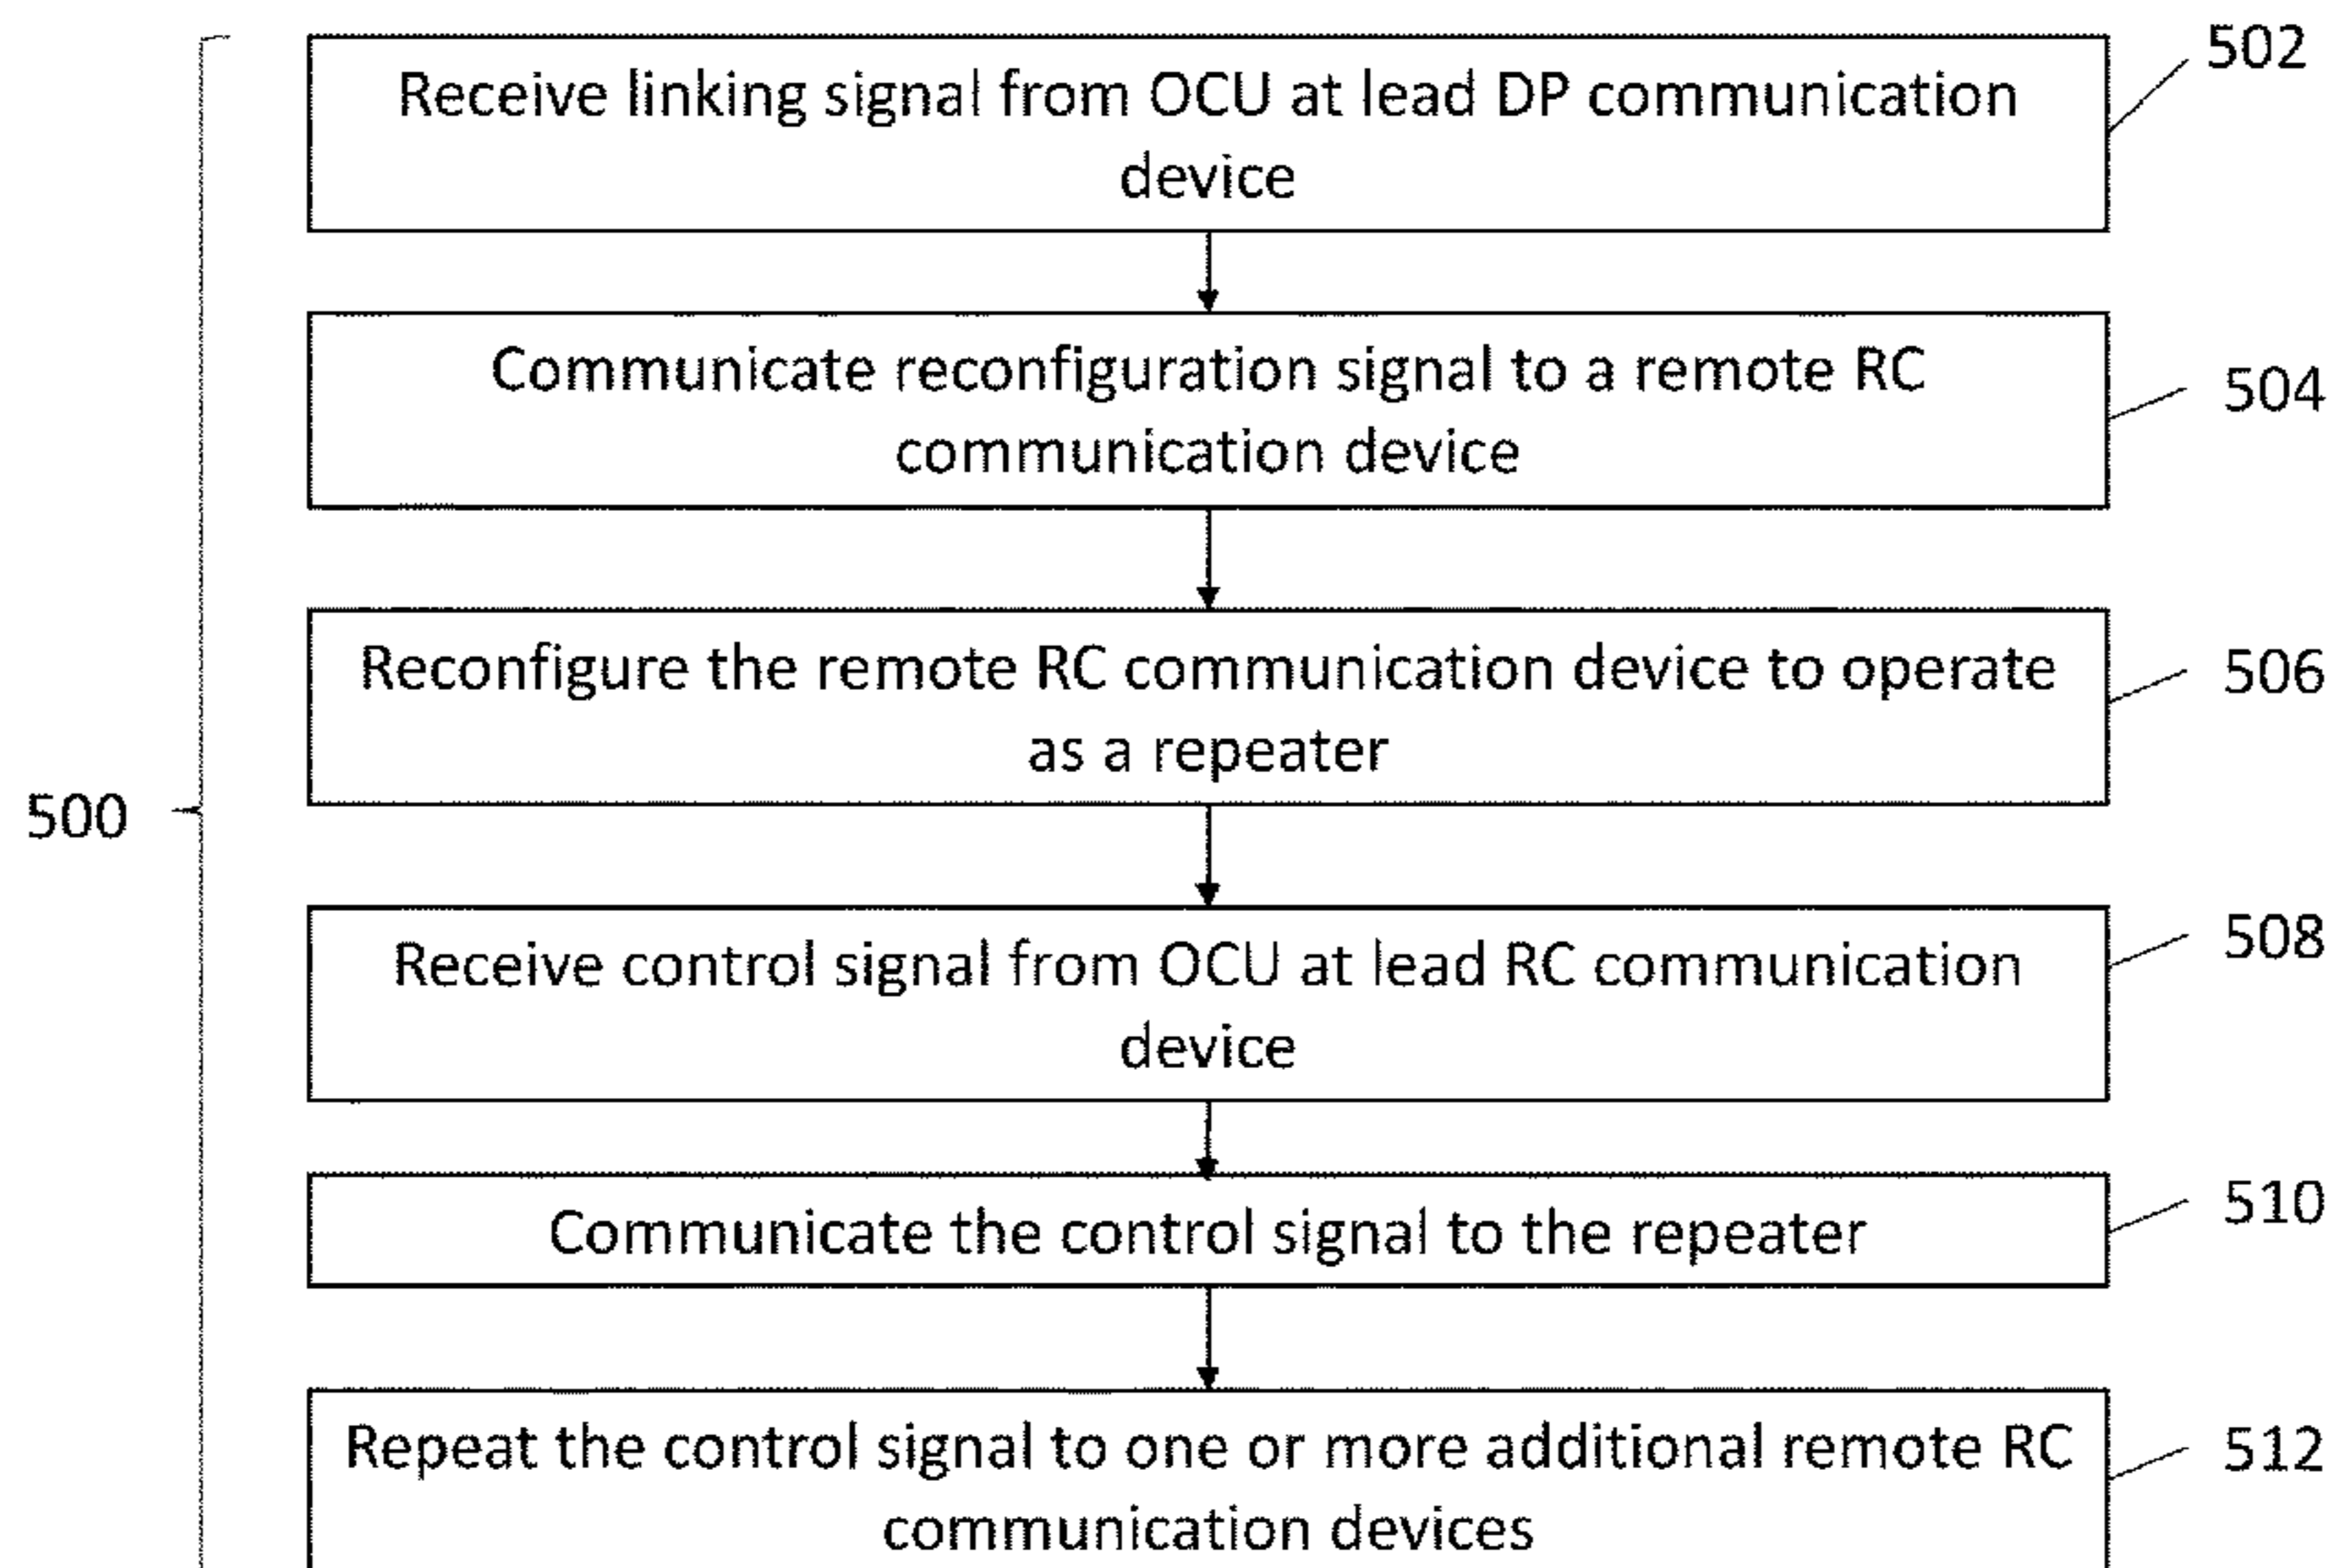 Receive linking signal from OCU at lead DP communication
device
502
Communicate reconfiguration signal to a remote RC
communication device
504
Reconfigure the remote RC communication device to operate
as a repeater
506
500
Receive control signal from OCU at lead RC communication
device
508
Communicate the control signal to the repeater
510
Repeat the control signal to one or more additional remote RC
communication devices
512